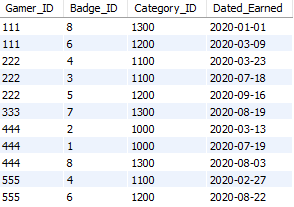 Gamer_ID Badge_ID Category_ID Dated_Earned
111 8 1300 2020-01-01
111 6 1200 2020-03-09
222 4 1100 2020-03-23
222 3 1100 2020-07-18
222 5 1200 2020-09-16
333 7 1300 2020-08-19
444 2 1000 2020-03-13
444 1 1000 2020-07-19
444 8 1300 2020-08-03
555 4 1100 2020-02-27
555 6 1200 2020-08-22